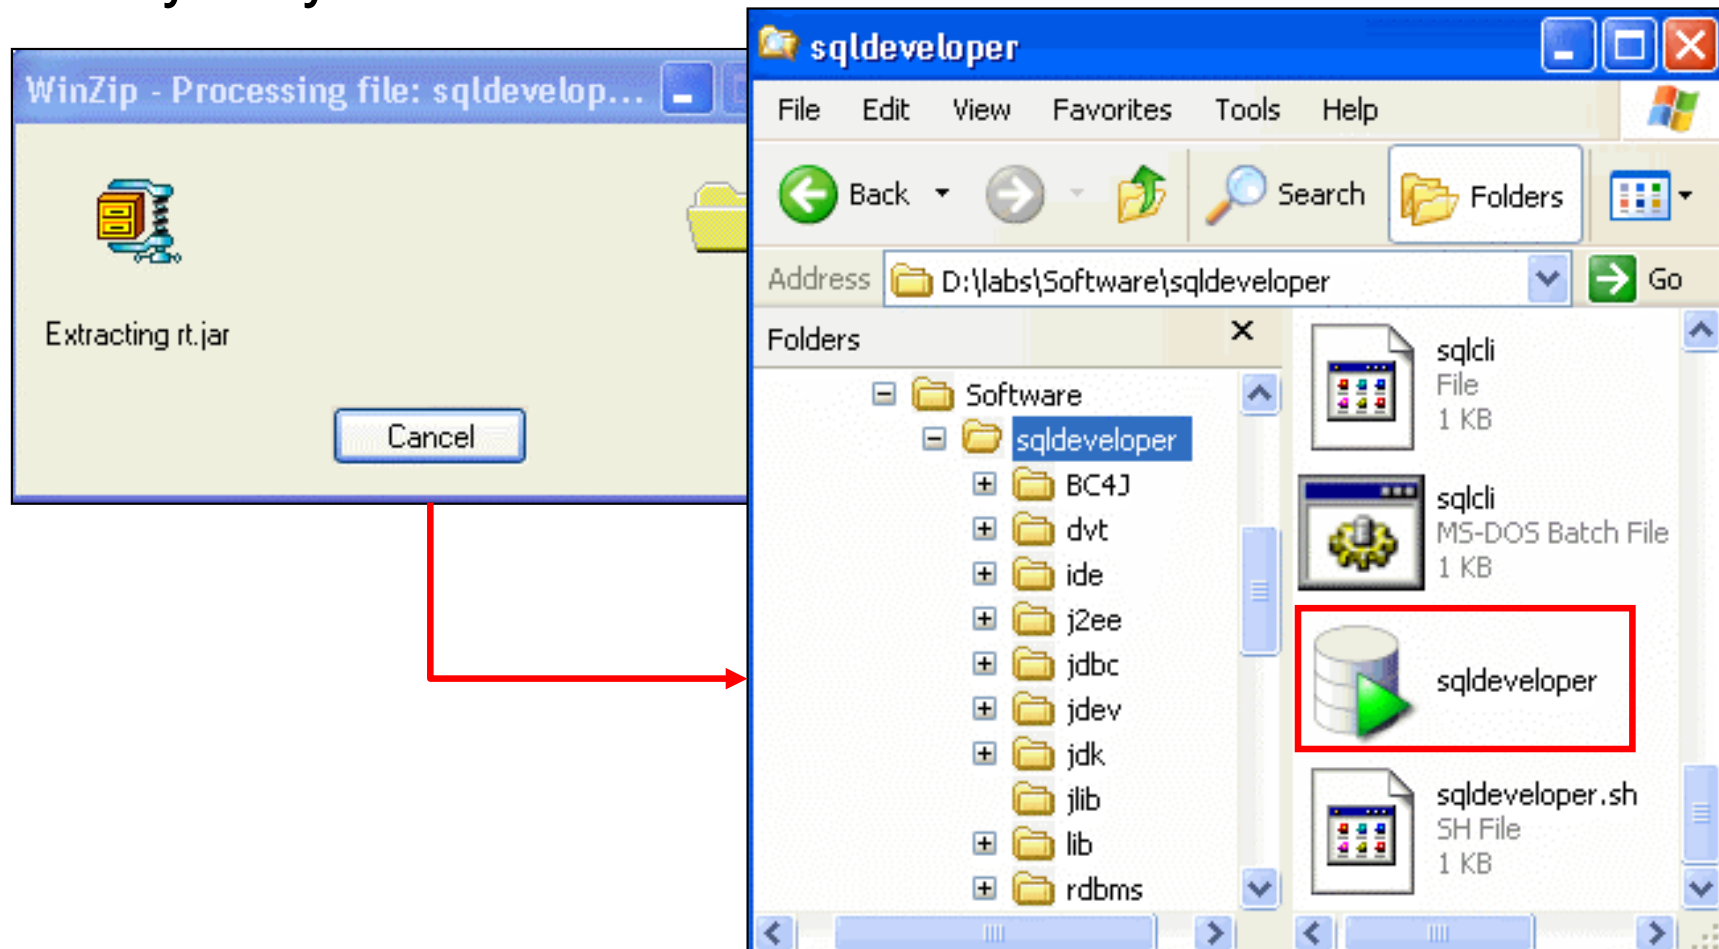 WinZip - Processing file: sqldevelop...
Extracting rt.jar
Cancel
sqldeveloper
File Edit View Favorites Tools Help
Back Search Folders
Address D:\labs\Software\sqldeveloper Go
Folders
Software
sqldeveloper
BC4J
dvt
ide
j2ee
jdbc
jdev
jdk
jlib
lib
rdbms
sqlcli
File
1 KB
sqlcli
MS-DOS Batch File
1 KB
sqldeveloper
sqldeveloper.sh
SH File
1 KB